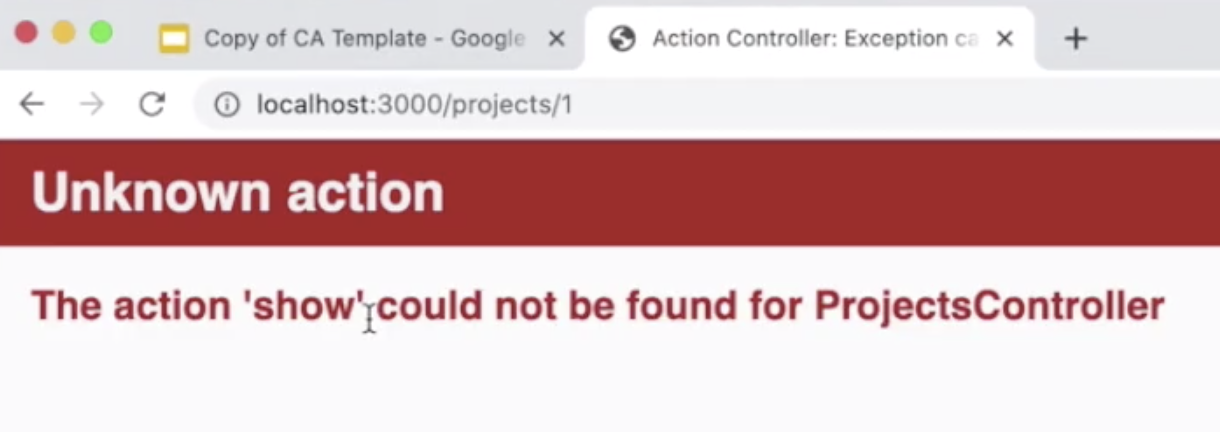 Copy of CA Template - Google
Action Controller: Exception ca
localhost:3000/projects/1
Unknown action
The action 'show' could not be found for ProjectsController